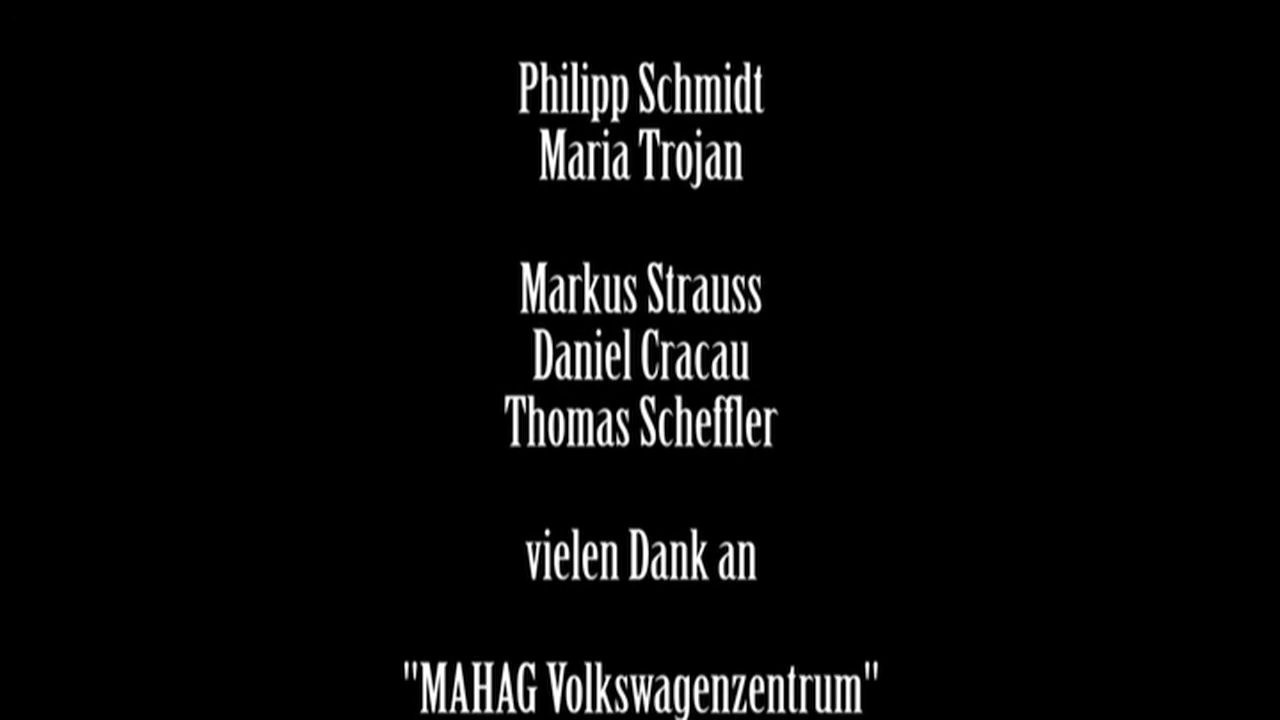 Philipp Schmidt
Maria Trojan
Markus Strauss
Daniel Cracau
Thomas Scheffler
vielen Dank an
"MAHAG Volkswagenzentrum"